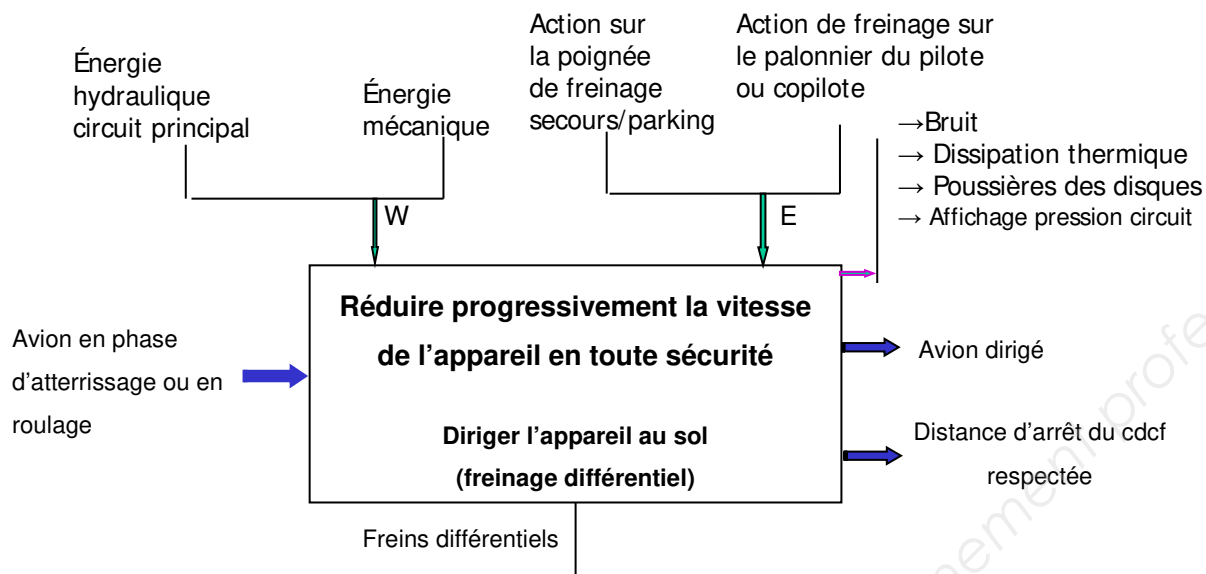 Énergie
hydraulique
circuit principal
Énergie
mécanique
Action sur
la poignée
de freinage
secours/parking
Action de freinage sur
le palonnier du pilote
ou copilote
→Bruit
→ Dissipation thermique
→ Poussières des disques
→ Affichage pression circuit
W
E
Avion en phase
d'atterrissage ou en
roulage
Réduire progressivement la vitesse
de l'appareil en toute sécurité
Diriger l'appareil au sol
(freinage différentiel)
Avion dirigé
Distance d'arrêt du cdcf
respectée
Freins différentiels